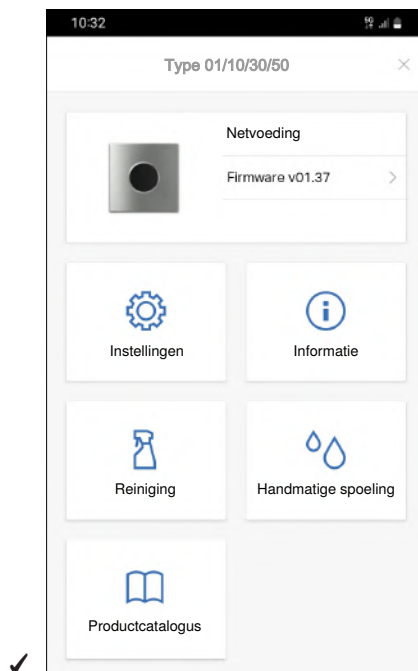 10:32
Type 01/10/30/50
Netvoeding
Firmware v01.37
Instellingen
Informatie
Reiniging
Handmatige spoeling
Productcatalogus